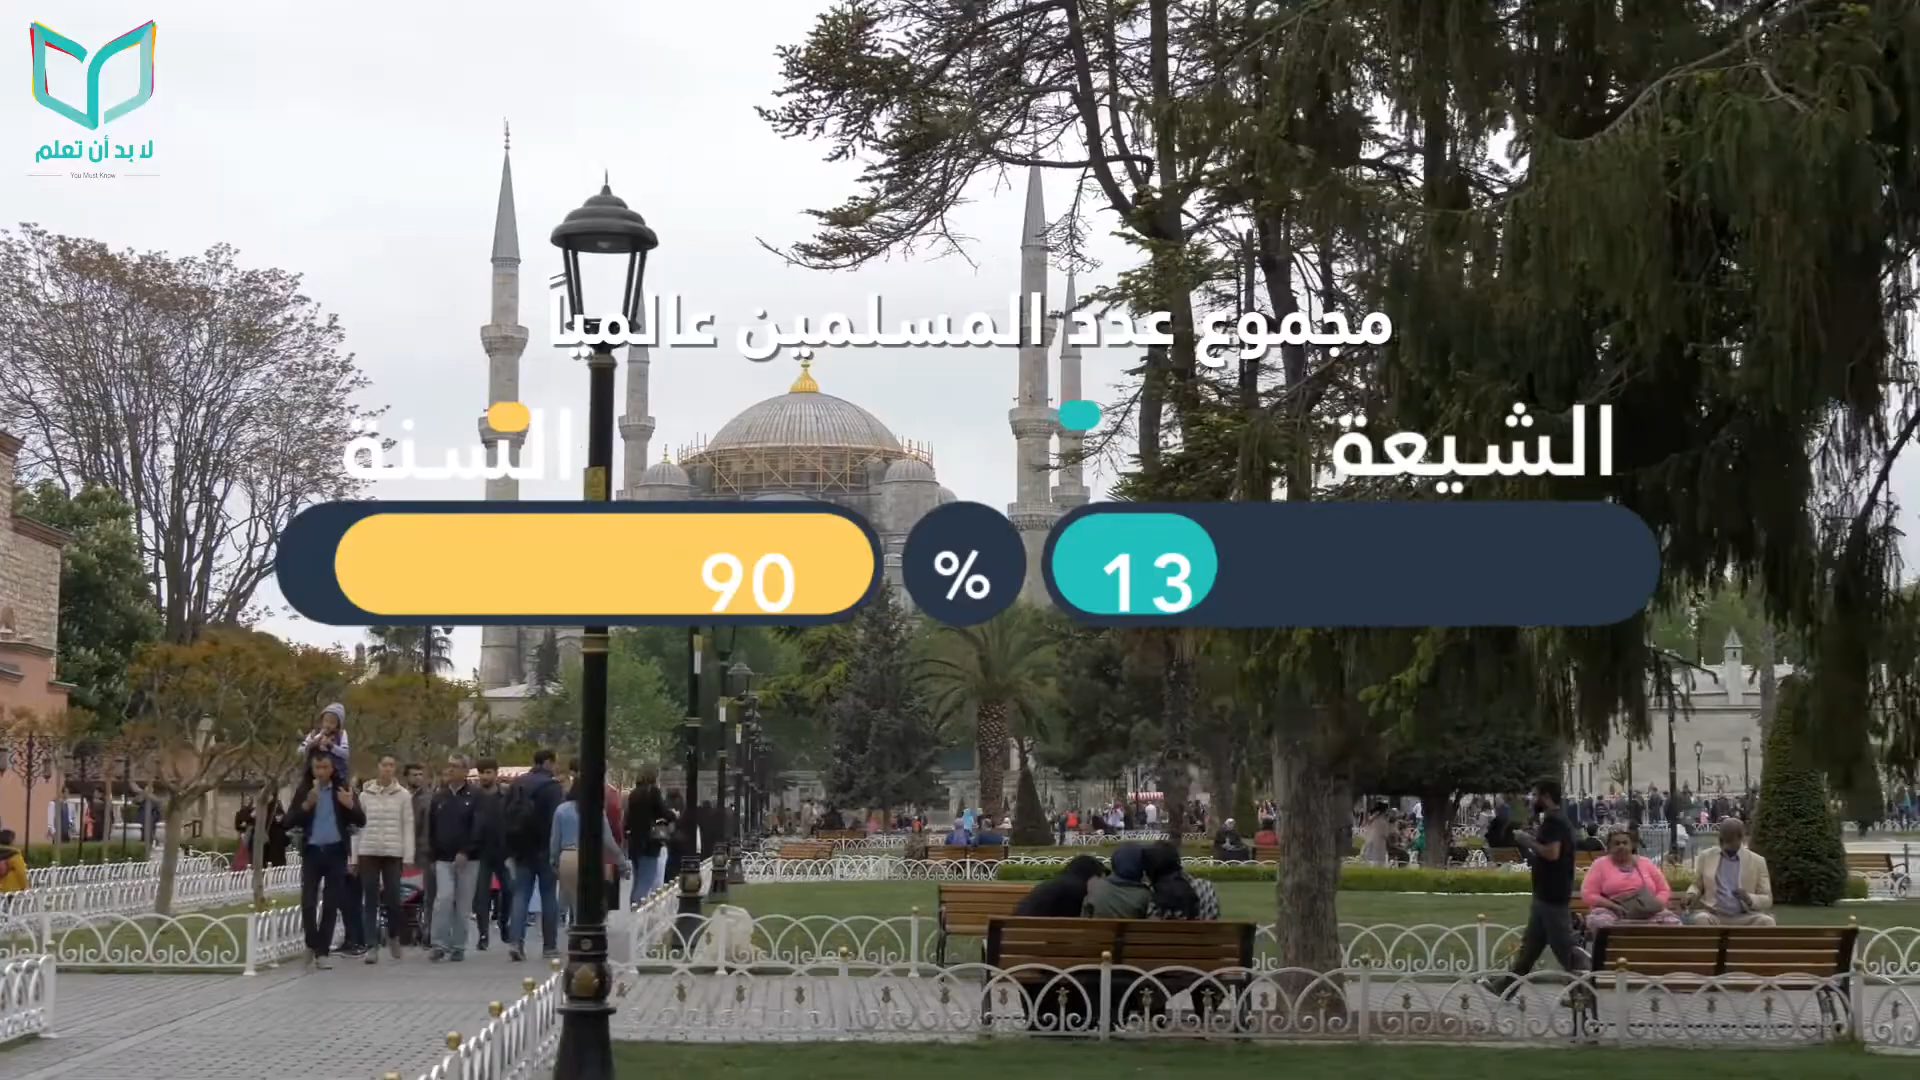 لا بد أن تعلم
You Must Know
مجموع عدد المسلمين عالمياً
الشيعة
السنة
90 % 13